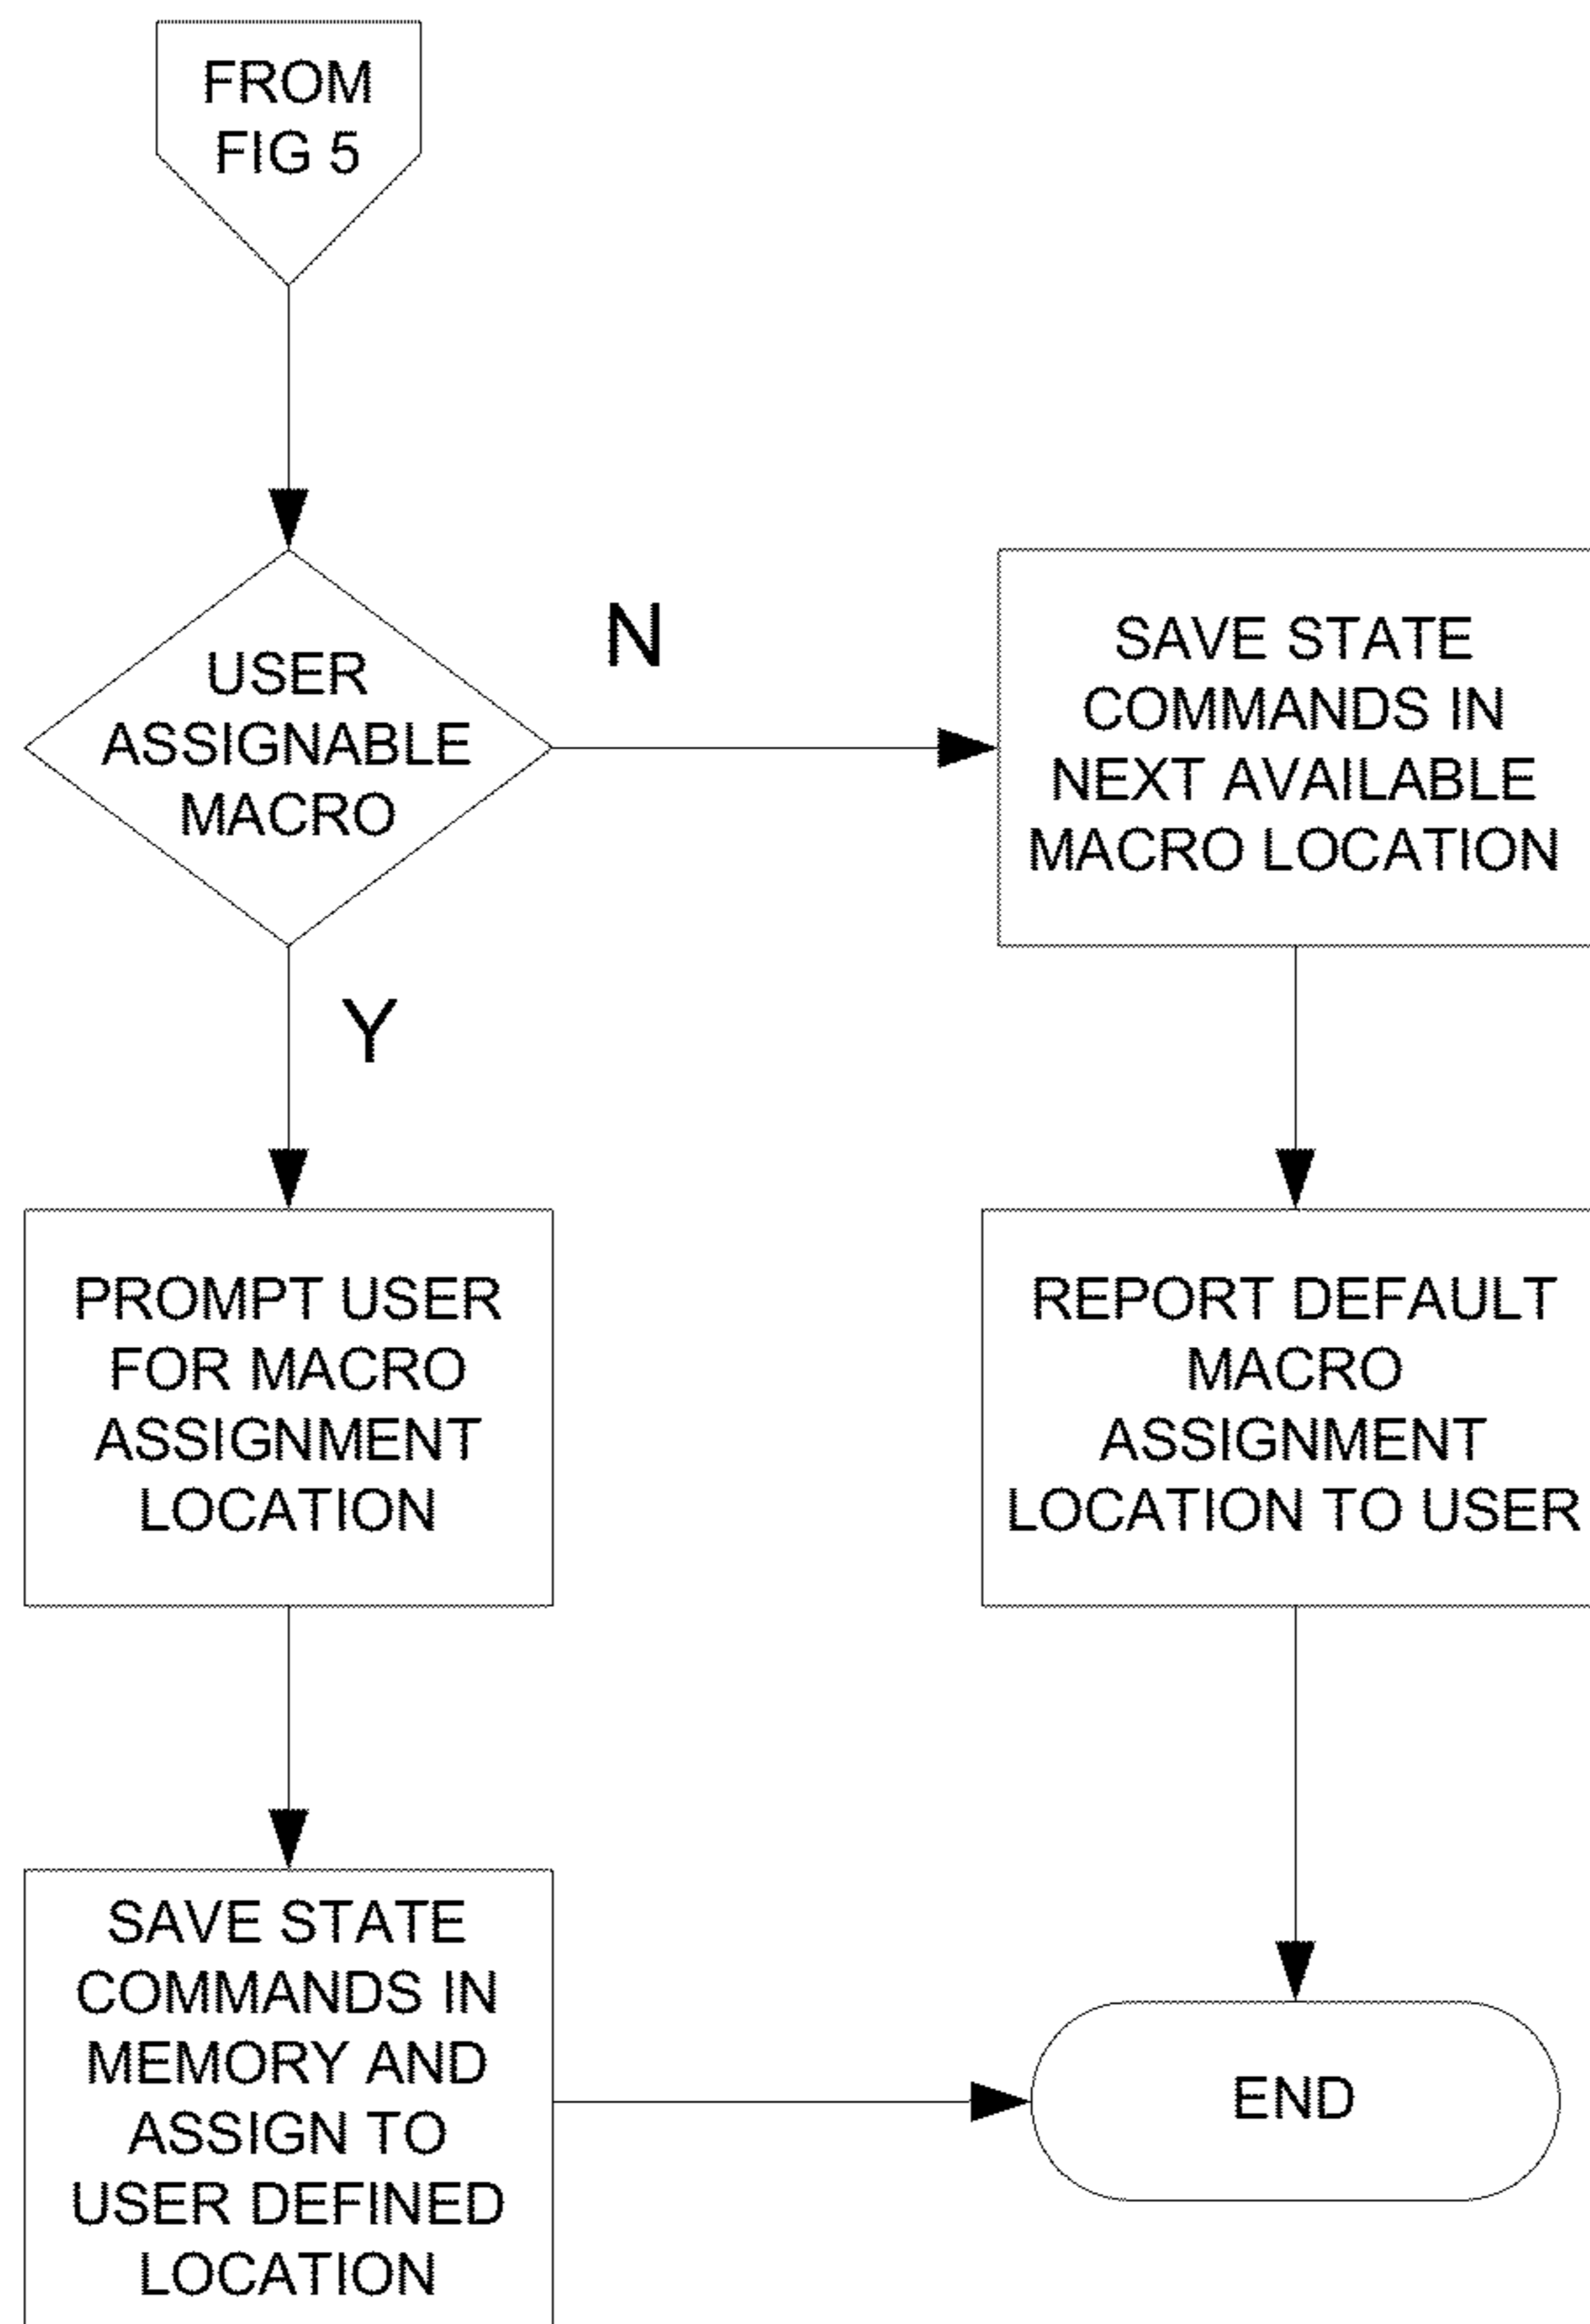 FROM
FIG 5
USER
ASSIGNABLE
MACRO
N
SAVE STATE
COMMANDS IN
NEXT AVAILABLE
MACRO LOCATION
Y
PROMPT USER
FOR MACRO
ASSIGNMENT
LOCATION
REPORT DEFAULT
MACRO
ASSIGNMENT
LOCATION TO USER
SAVE STATE
COMMANDS IN
MEMORY AND
ASSIGN TO
USER DEFINED
LOCATION
END